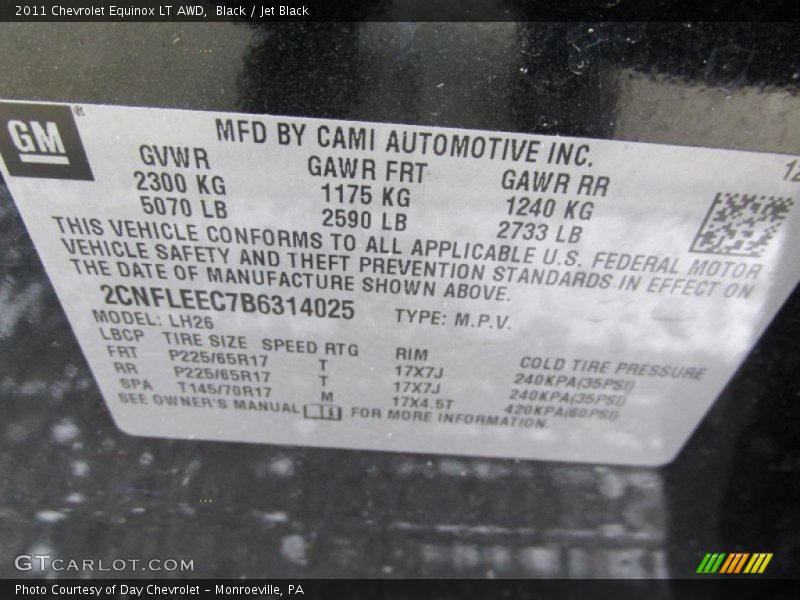 2011 Chevrolet Equinox LT AWD, Black / Jet Black
GM
MFD BY CAMI AUTOMOTIVE INC.
GVWR GAWR FRT GAWR RR
2300 KG 1175 KG 1240 KG
5070 LB 2590 LB 2733 LB
THIS VEHICLE CONFORMS TO ALL APPLICABLE U.S. FEDERAL MOTOR
VEHICLE SAFETY AND THEFT PREVENTION STANDARDS IN EFFECT ON
THE DATE OF MANUFACTURE SHOWN ABOVE.
2CNFLEEC7B6314025 TYPE: M.P.V.
MODEL: LH26
LBCP TIRE SIZE SPEED RTG RIM COLD TIRE PRESSURE
FRT P225/65R17 T 17X7J 240KPA(35PSI)
RR P225/65R17 T 17X7J 240KPA(35PSI)
SPA T145/70R17 M 17X4.5T 420KPA(60PSI)
SEE OWNER'S MANUAL FOR MORE INFORMATION.
GTCARLOT.COM
Photo Courtesy of Day Chevrolet – Monroeville, PA